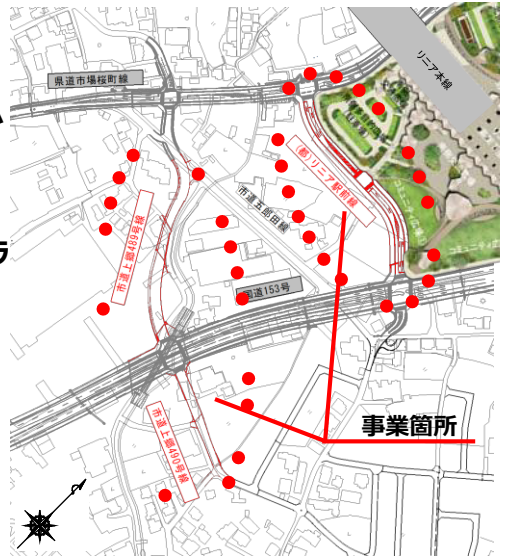 リニア本線
県道市場桜町線
(都)リニア駅前線
市道五郎田線
市道上郷489号線
国道153号
市道上郷490号線
事業箇所